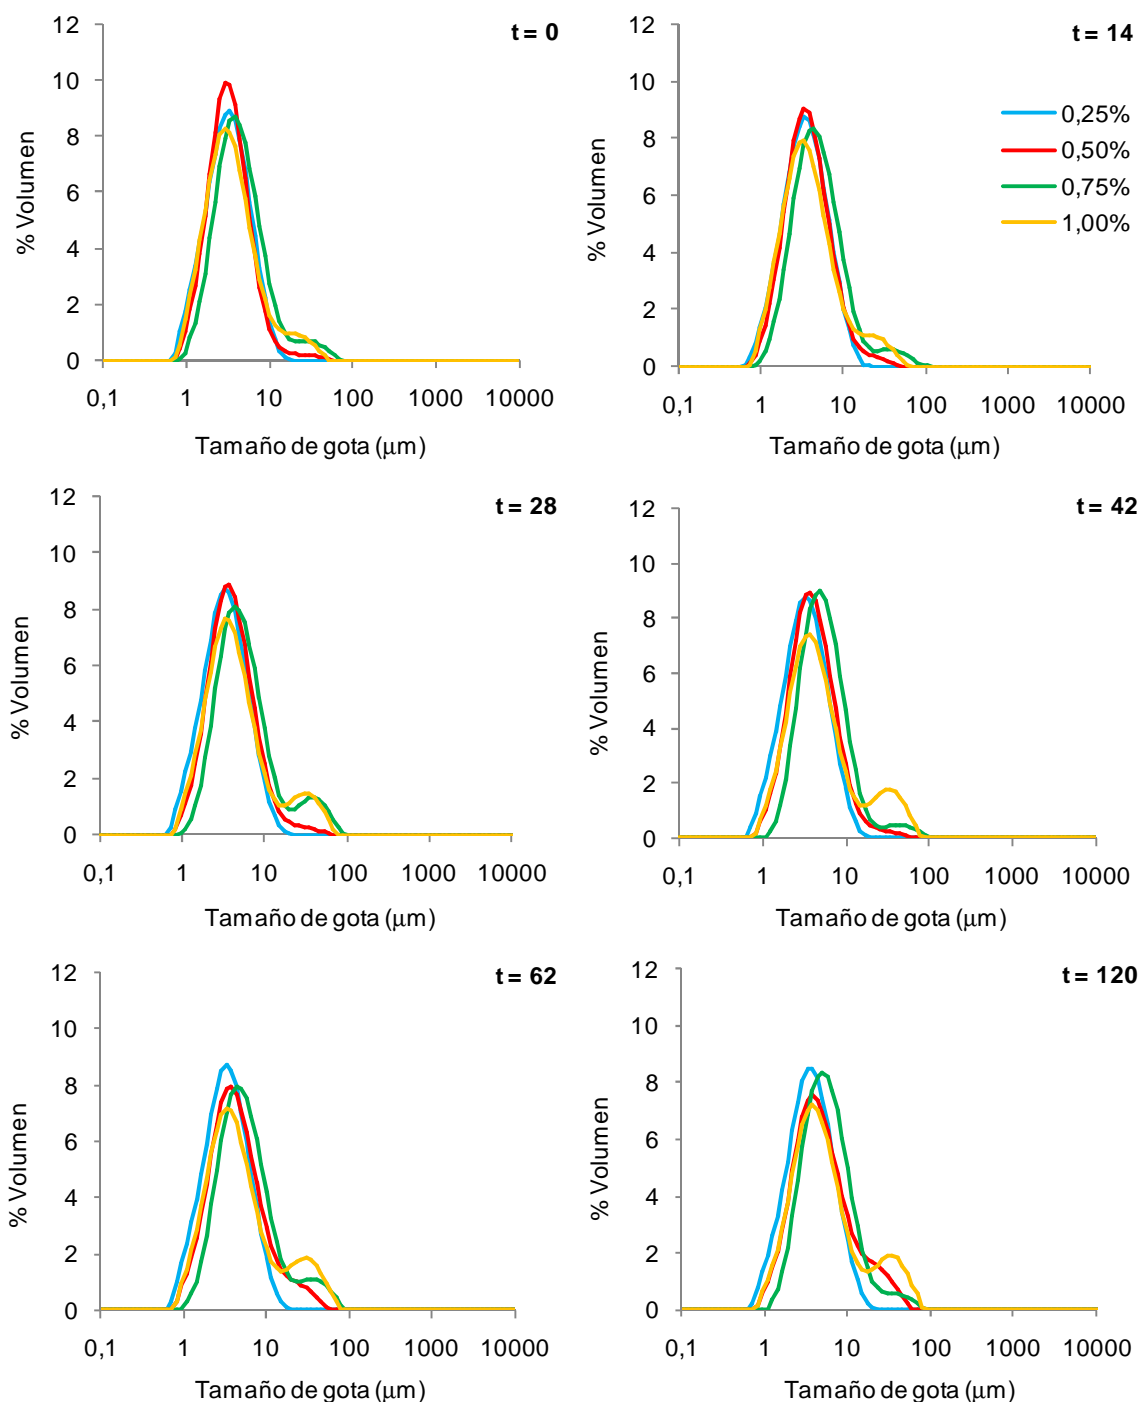 t = 0
12
10
8
6
4
2
0
% Volumen
0,1 1 10 100 1000 10000
Tamaño de gota (μm)
t = 14
12
10
8
6
4
2
0
% Volumen
0,25%
0,50%
0,75%
1,00%
0,1 1 10 100 1000 10000
Tamaño de gota (μm)
t = 28
12
10
8
6
4
2
0
% Volumen
0,1 1 10 100 1000 10000
Tamaño de gota (μm)
t = 42
12
10
8
6
4
2
0
% Volumen
0,1 1 10 100 1000 10000
Tamaño de gota (μm)
t = 62
12
10
8
6
4
2
0
% Volumen
0,1 1 10 100 1000 10000
Tamaño de gota (μm)
t = 120
12
10
8
6
4
2
0
% Volumen
0,1 1 10 100 1000 10000
Tamaño de gota (μm)